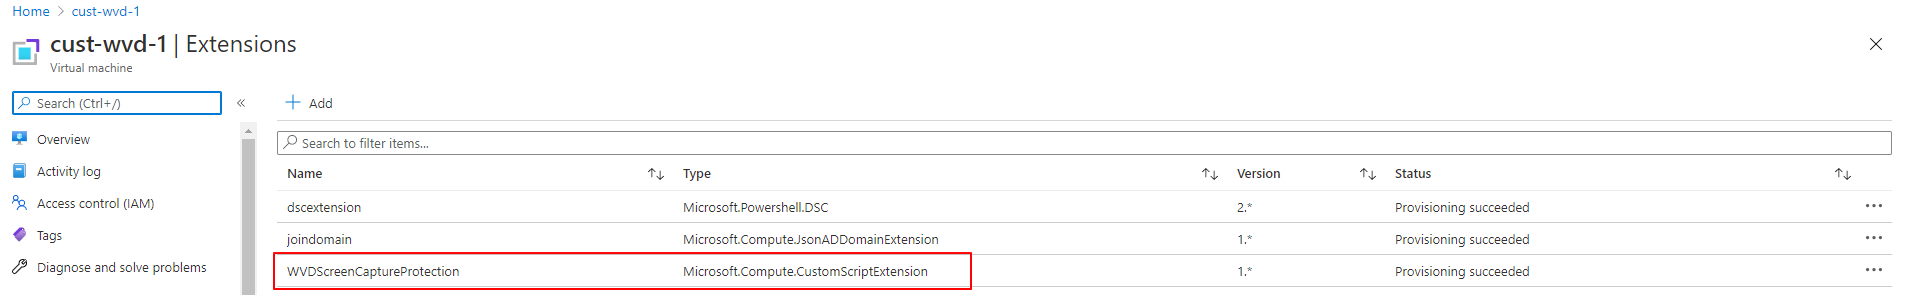 Home > cust-wvd-1
cust-wvd-1 | Extensions
Virtual machine
Search (Ctrl+/)
Overview
Activity log
Access control (IAM)
Tags
Diagnose and solve problems
Add
Search to filter items...
Name Type Version Status
dscextension Microsoft.Powershell.DSC 2.* Provisioning succeeded
joindomain Microsoft.Compute.JsonADDomainExtension 1.* Provisioning succeeded
WVDScreenCaptureProtection Microsoft.Compute.CustomScriptExtension 1.* Provisioning succeeded